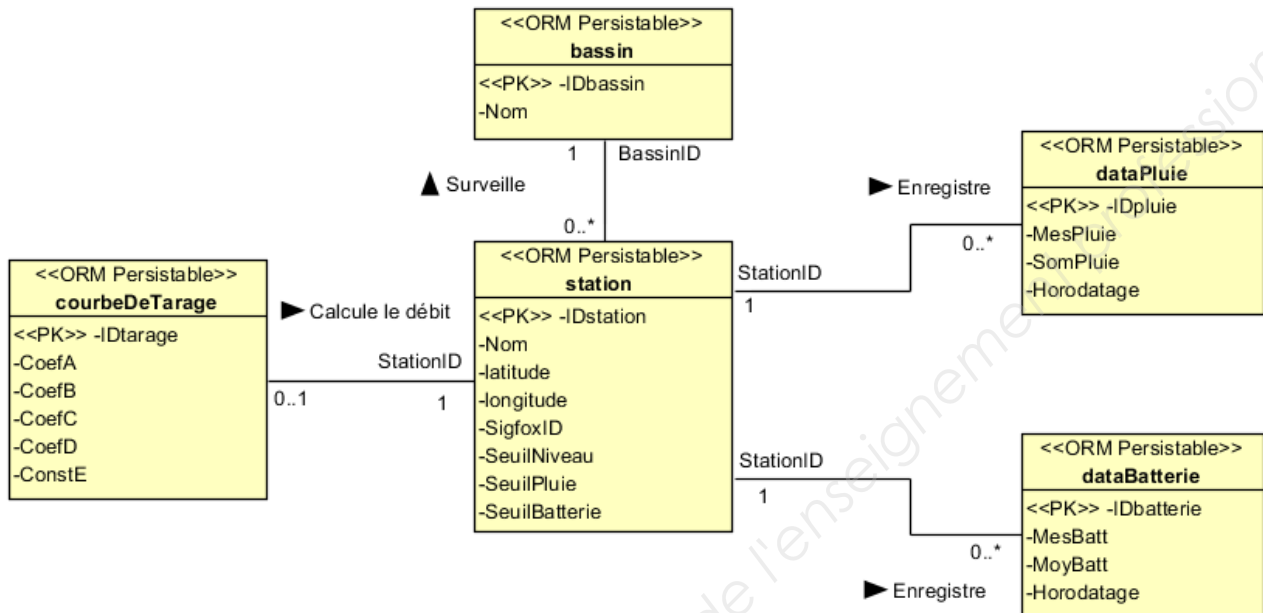 <<ORM Persistable>>
bassin
<<PK>> -IDbassin
-Nom
1
BassinID
Surveille
0..*
<<ORM Persistable>>
dataPluie
<<PK>> -IDpluie
-MesPluie
-SomPluie
-Horodatage
Enregistre
0..*
StationID
1
<<ORM Persistable>>
station
<<PK>> -IDstation
-Nom
-latitude
-longitude
-SigfoxID
-SeuilNiveau
-SeuilPluie
-SeuilBatterie
<<ORM Persistable>>
courbeDeTarage
<<PK>> -IDtarage
-CoefA
-CoefB
-CoefC
-CoefD
-ConstE
Calcule le débit
StationID
0..1
1
StationID
1
<<ORM Persistable>>
dataBatterie
<<PK>> -IDbatterie
-MesBatt
-MoyBatt
-Horodatage
0..*
Enregistre
de l'enseignement profession